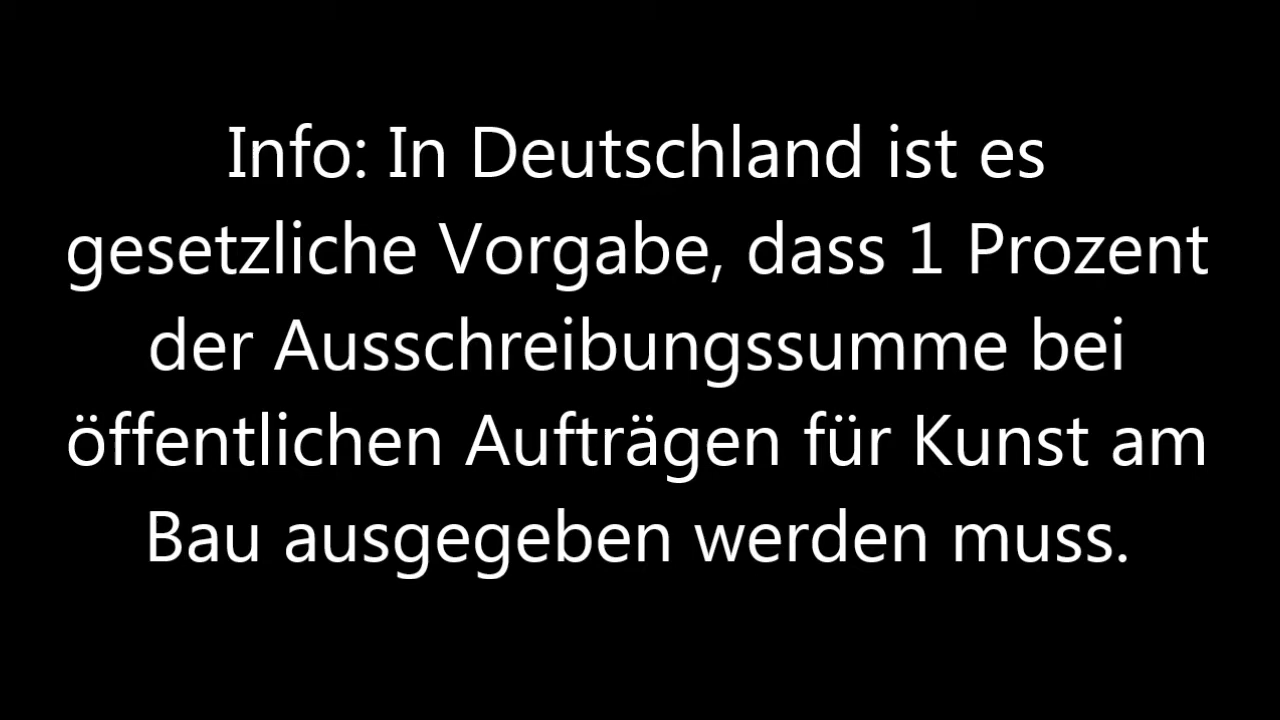 Info: In Deutschland ist es
gesetzliche Vorgabe, dass 1 Prozent
der Ausschreibungssumme bei
öffentlichen Aufträgen für Kunst am
Bau ausgegeben werden muss.